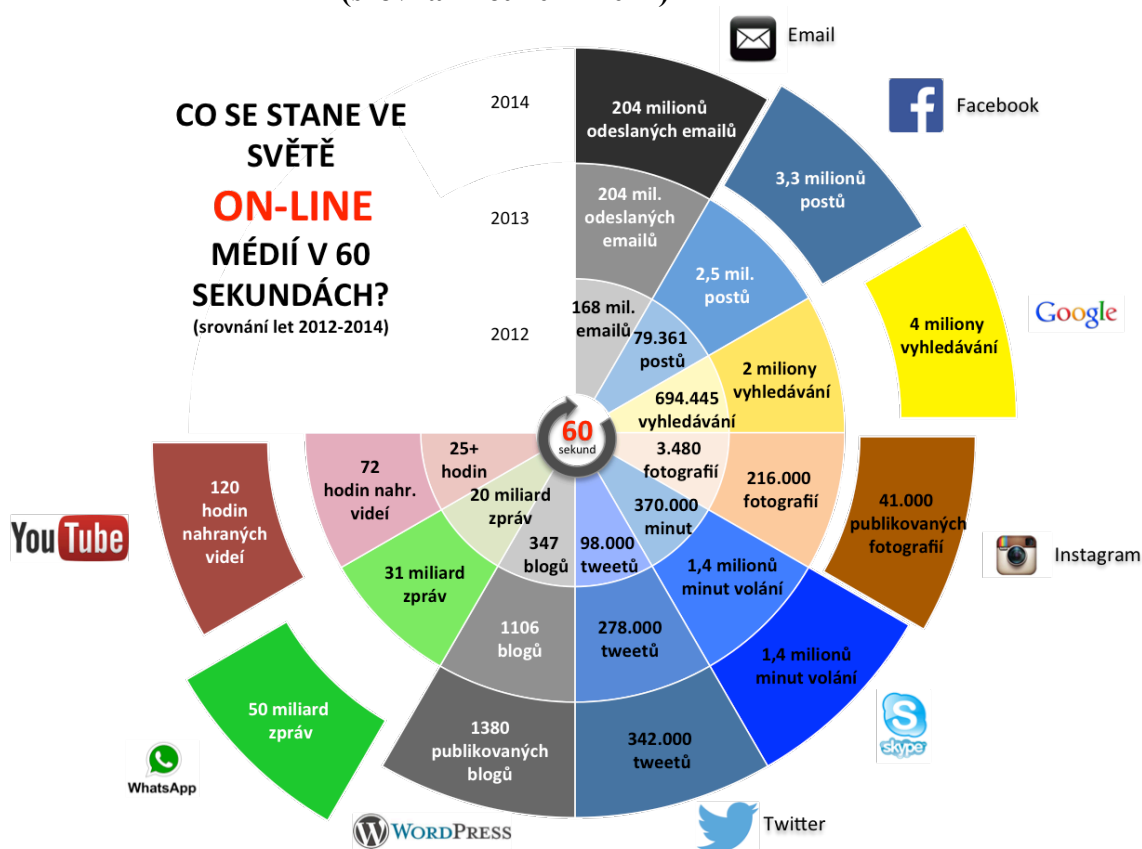 CO SE STANE VE
SVĚTĚ
ON-LINE
MÉDIÍ V 60
SEKUNDÁCH?
(srovnání let 2012-2014)
2014
2013
2012
Email
204 milionů
odeslaných emailů
204 mil.
odeslaných
emailů
168 mil.
emailů
Facebook
3,3 milionů
postů
2,5 mil.
postů
79.361
postů
Google
4 miliony
vyhledávání
2 miliony
vyhledávání
694.445
vyhledávání
60
sekund
3.480
fotografií
216.000
fotografií
41.000
publikovaných
fotografií
Instagram
370.000
minut
1,4 milionů
minut volání
1,4 milionů
minut volání
skype
98.000
tweetů
278.000
tweetů
342.000
tweetů
Twitter
347
blogů
1106
blogů
1380
publikovaných
blogů
WORDPRESS
20 miliard
zpráv
31 miliard
zpráv
50 miliard
zpráv
WhatsApp
25+
hodin
72
hodin nahr.
videí
120
hodin
nahraných
videí
YouTube